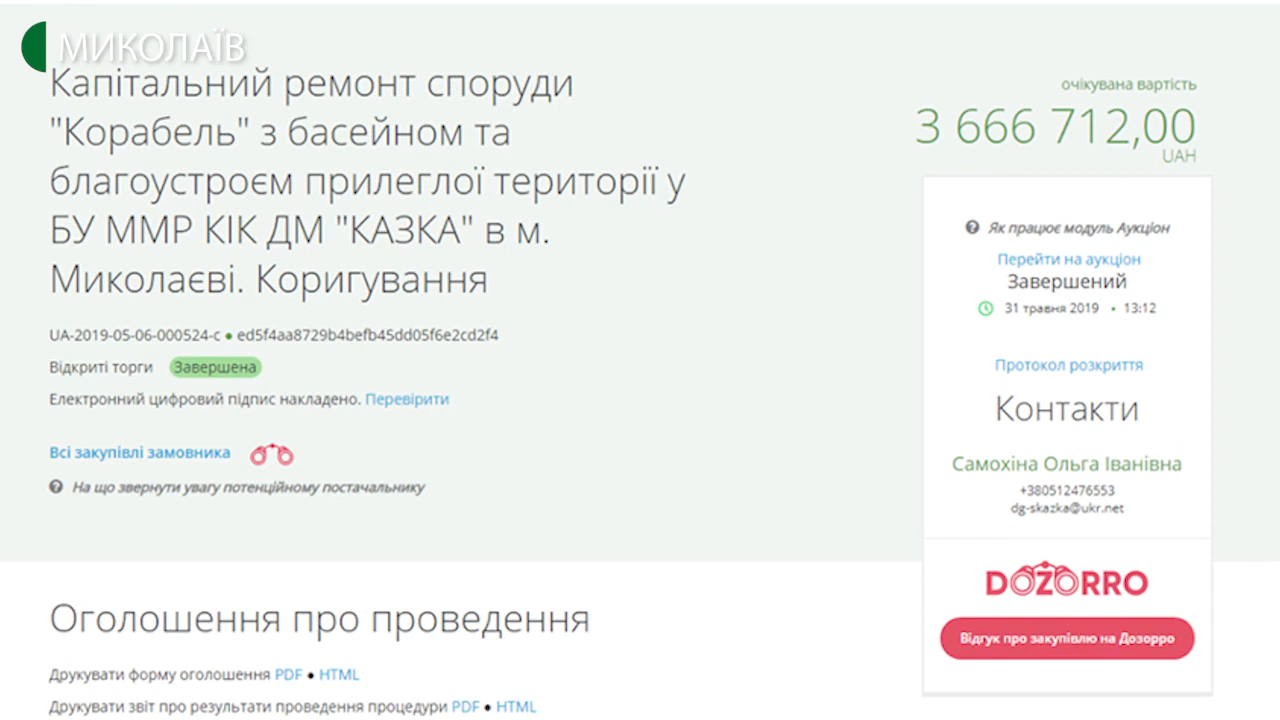 МИКОЛАЇВ
Капітальний ремонт споруди
"Корабель" з басейном та
благоустроєм прилеглої території у
БУ ММР КІК ДМ "КАЗКА" в м.
Миколаєві. Коригування
UA-2019-05-06-000524-c ● ed5f4aa8729b4befb45dd05f6e2cd2f4
Відкриті торги Завершена
Електронний цифровий підпис накладено. Перевірити
Всі закупівлі замовника
На що звернути увагу потенційному постачальнику
очікувана вартість
3 666 712,00
UAH
Як працює модуль Аукціон
Перейти на аукціон
Завершений
31 травня 2019 • 13:12
Протокол розкриття
Контакти
Самохіна Ольга Іванівна
+380512476553
dg-skazka@ukr.net
DOZORRO
Відгук про закупівлю на Дозорро
Оголошення про проведення
Друкувати форму оголошення PDF ● HTML
Друкувати звіт про результати проведення процедури PDF ● HTML